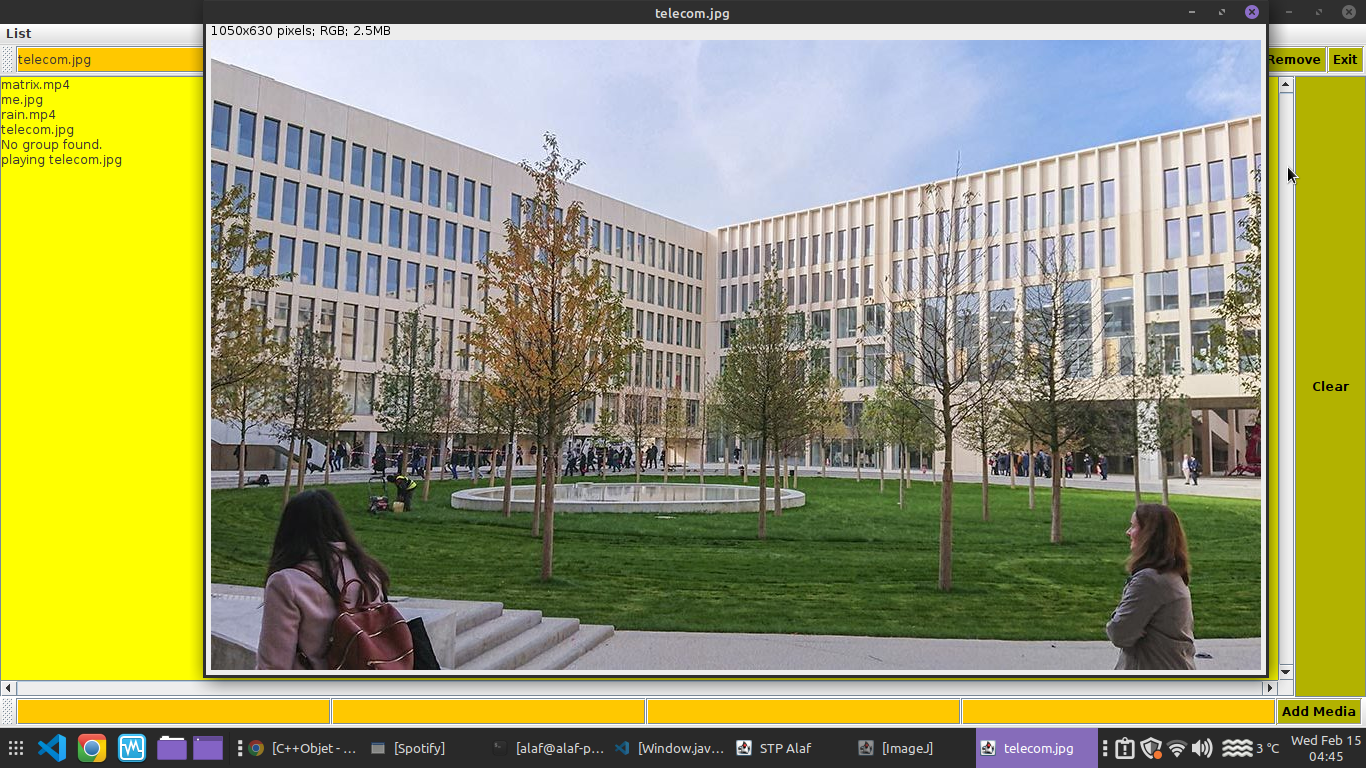 telecom.jpg
1050x630 pixels; RGB; 2.5MB
List
telecom.jpg
Remove
Exit
matrix.mp4
me.jpg
rain.mp4
telecom.jpg
No group found.
playing telecom.jpg
Clear
Add Media
[C++Objet - ...
[Spotify]
[alaf@alaf-p...
[Window.jav...
STP Alaf
[ImageJ]
telecom.jpg
3 °C
Wed Feb 15
04:45